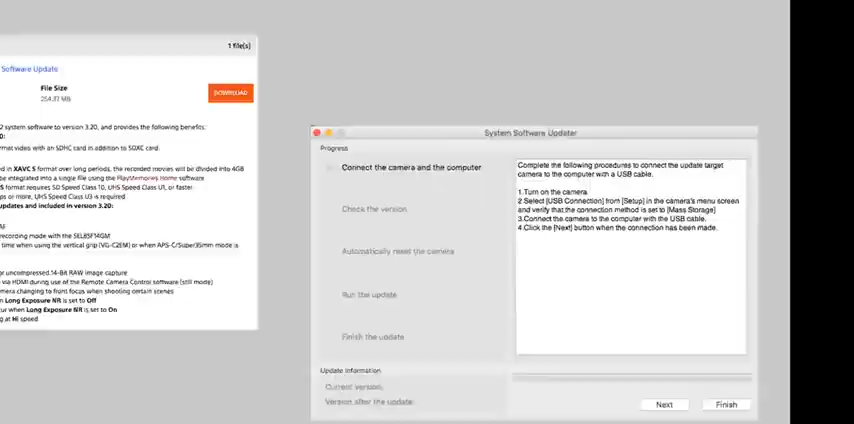 1 file(s)
Software Update
File Size
254.37 MB
DOWNLOAD
2 system software to version 3.20, and provides the following benefits:
0:
rmat video with an SDHC card in addition to SDXC card.
ed in XAVC S format over long periods, the recorded movies will be divided into 4GB
be integrated into a single file using the PlayMemories Home software
S format requires SD Speed Class 10, UHS Speed Class U1, or faster
ps or more, UHS Speed Class U3 is required
updates and included in version 3.20:
recording mode with the SEL85F14GM
time when using the vertical grip (VG-C2EM) or when APS-C/Super35mm mode is
or uncompressed 14-Bit RAW image capture
via HDMI during use of the Remote Camera Control software (still mode)
mera changing to front focus when shooting certain scenes
n Long Exposure NR is set to Off
ur when Long Exposure NR is set to On
g at Hi speed
System Software Updater
Progress
Connect the camera and the computer
Check the version
Automatically reset the camera
Run the update
Finish the update
Complete the following procedures to connect the update target
camera to the computer with a USB cable.
1.Turn on the camera.
2.Select [USB Connection] from [Setup] in the camera's menu screen
and verify that the connection method is set to [Mass Storage]
3.Connect the camera to the computer with the USB cable.
4.Click the [Next] button when the connection has been made.
Update Information
Current version:
Version after the update:
Next
Finish